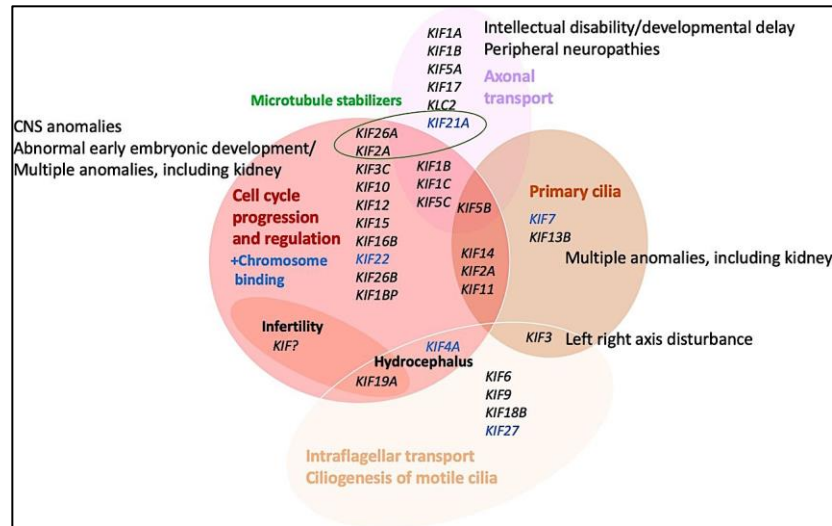 Intellectual disability/developmental delay
Peripheral neuropathies
KIF1A
KIF1B
KIF5A
KIF17
KLC2
KIF21A
Axonal
transport
Microtubule stabilizers
CNS anomalies
Abnormal early embryonic development/
Multiple anomalies, including kidney
KIF26A
KIF2A
KIF3C
KIF10
KIF12
KIF15
KIF16B
KIF22
KIF26B
KIF1BP
KIF1B
KIF1C
KIF5C
KIF5B
Cell cycle
progression
and regulation
+Chromosome
binding
Primary cilia
KIF7
KIF13B
Multiple anomalies, including kidney
KIF14
KIF2A
KIF11
Infertility
KIF?
KIF4A
Hydrocephalus
KIF19A
KIF3
Left right axis disturbance
KIF6
KIF9
KIF18B
KIF27
Intraflagellar transport
Ciliogenesis of motile cilia